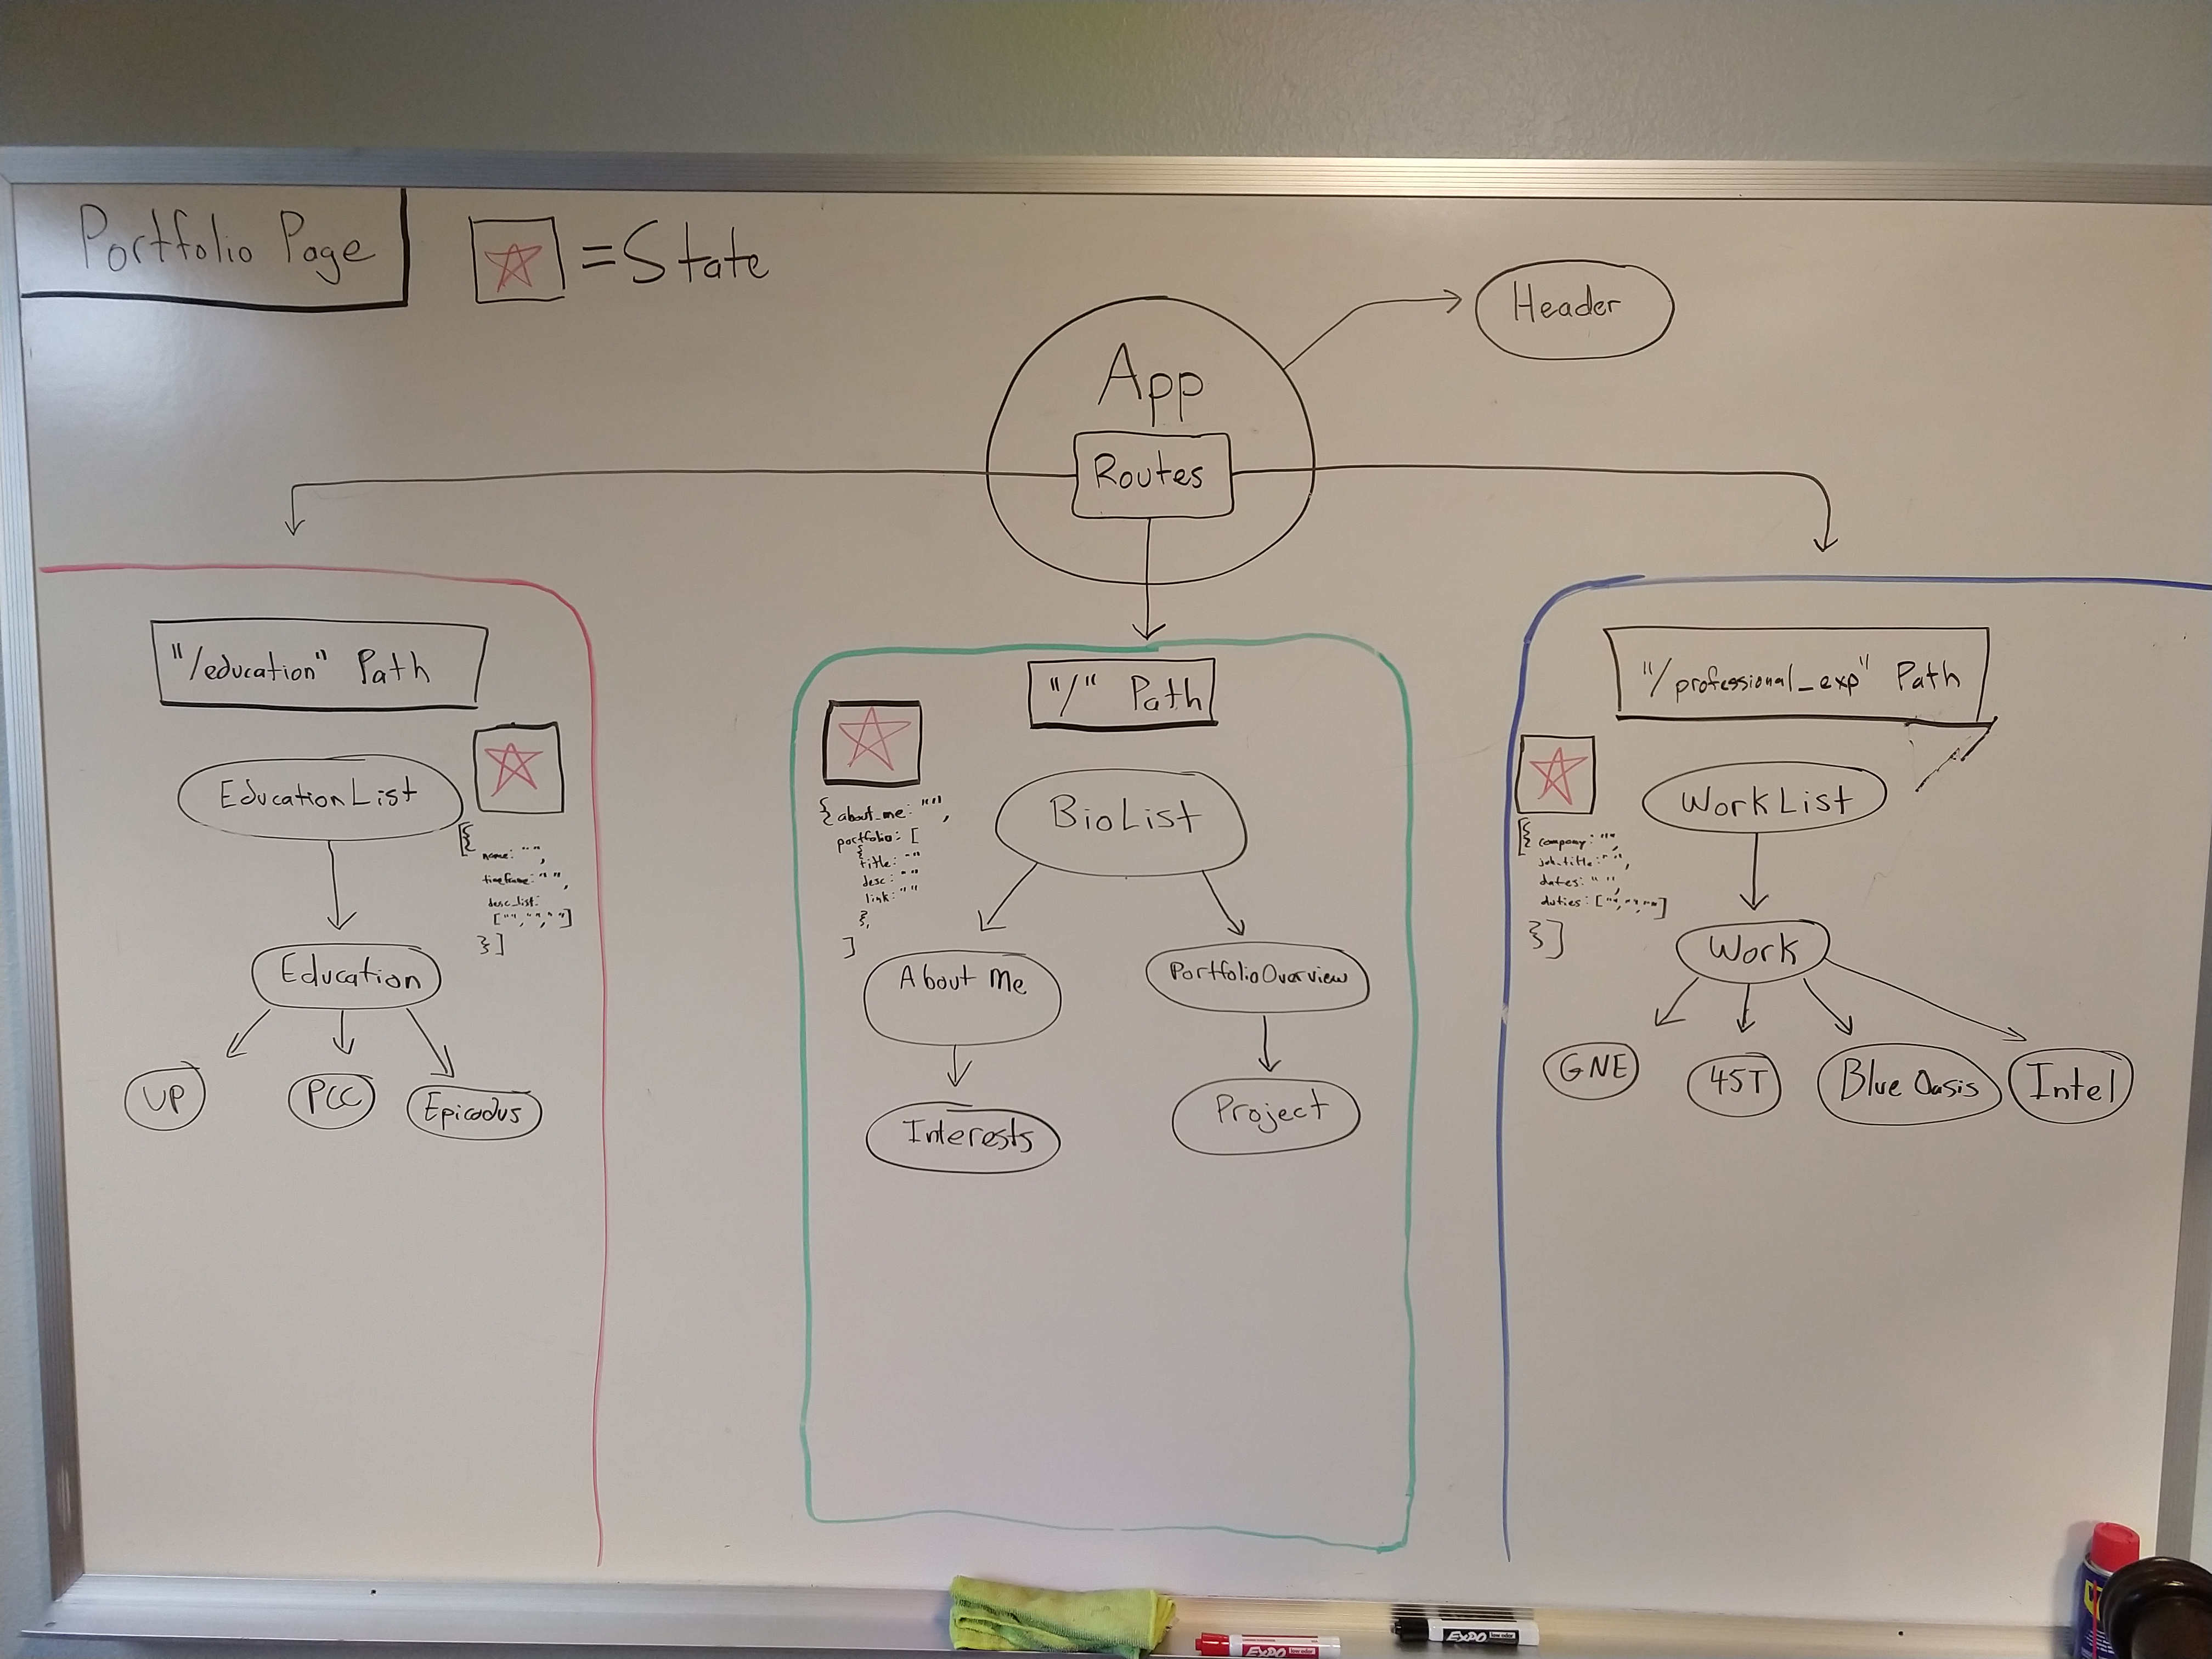 Portfolio Page
= State
Header
App
Routes
"/education" Path
EducationList
[{
name: "",
timeframe: "",
desc_list:
["", "", ""]
}]
Education
UP
PCC
Epicodus
"/" Path
{about_me: "",
portfolio: [
{
title: ""
desc: ""
link: ""
},
]
BioList
About Me
PortfolioOverview
Interests
Project
"/professional_exp" Path
WorkList
[{company: "",
job_title: "",
dates: "",
duties: ["", "", ""]
}]
Work
GNE
45T
Blue Oasis
Intel
EXPO
EXPO